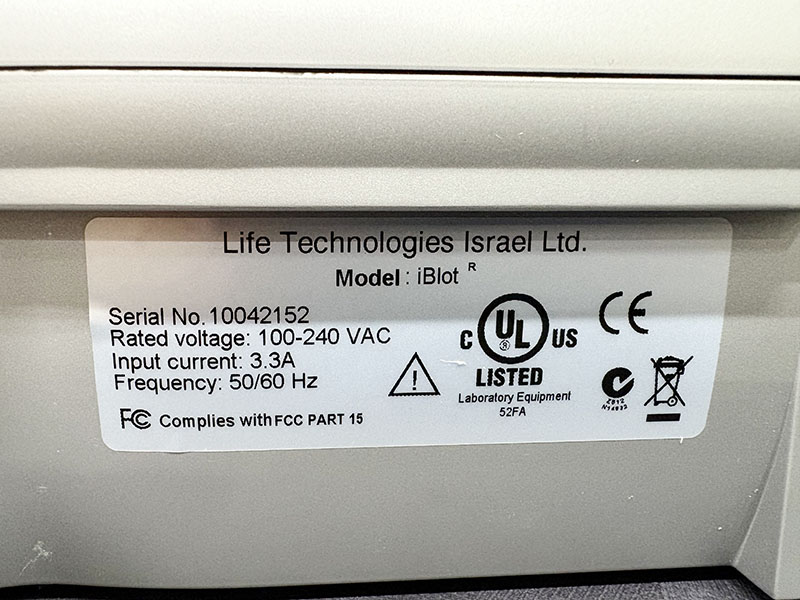 Life Technologies Israel Ltd.
Model : iBlot R
Serial No.10042152
Rated voltage: 100-240 VAC
Input current: 3.3A
Frequency: 50/60 Hz
FC Complies with FCC PART 15
!
C UL ® US
LISTED
Laboratory Equipment
52FA
CE
N14832